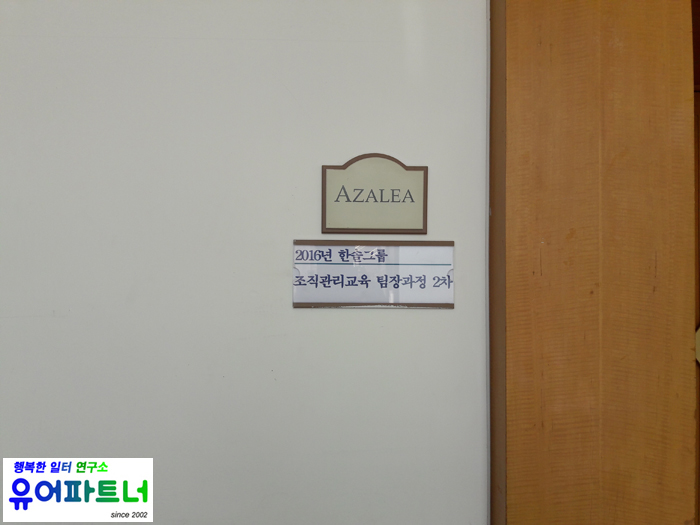 AZALEA
2016년 한솔그룹
조직관리교육 팀장과정 2차
행복한 일터 연구소
유어파트너
since 2002